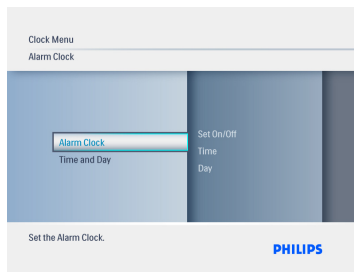 Clock Menu
Alarm Clock
Alarm Clock
Time and Day
Set On/Off
Time
Day
Set the Alarm Clock.
PHILIPS